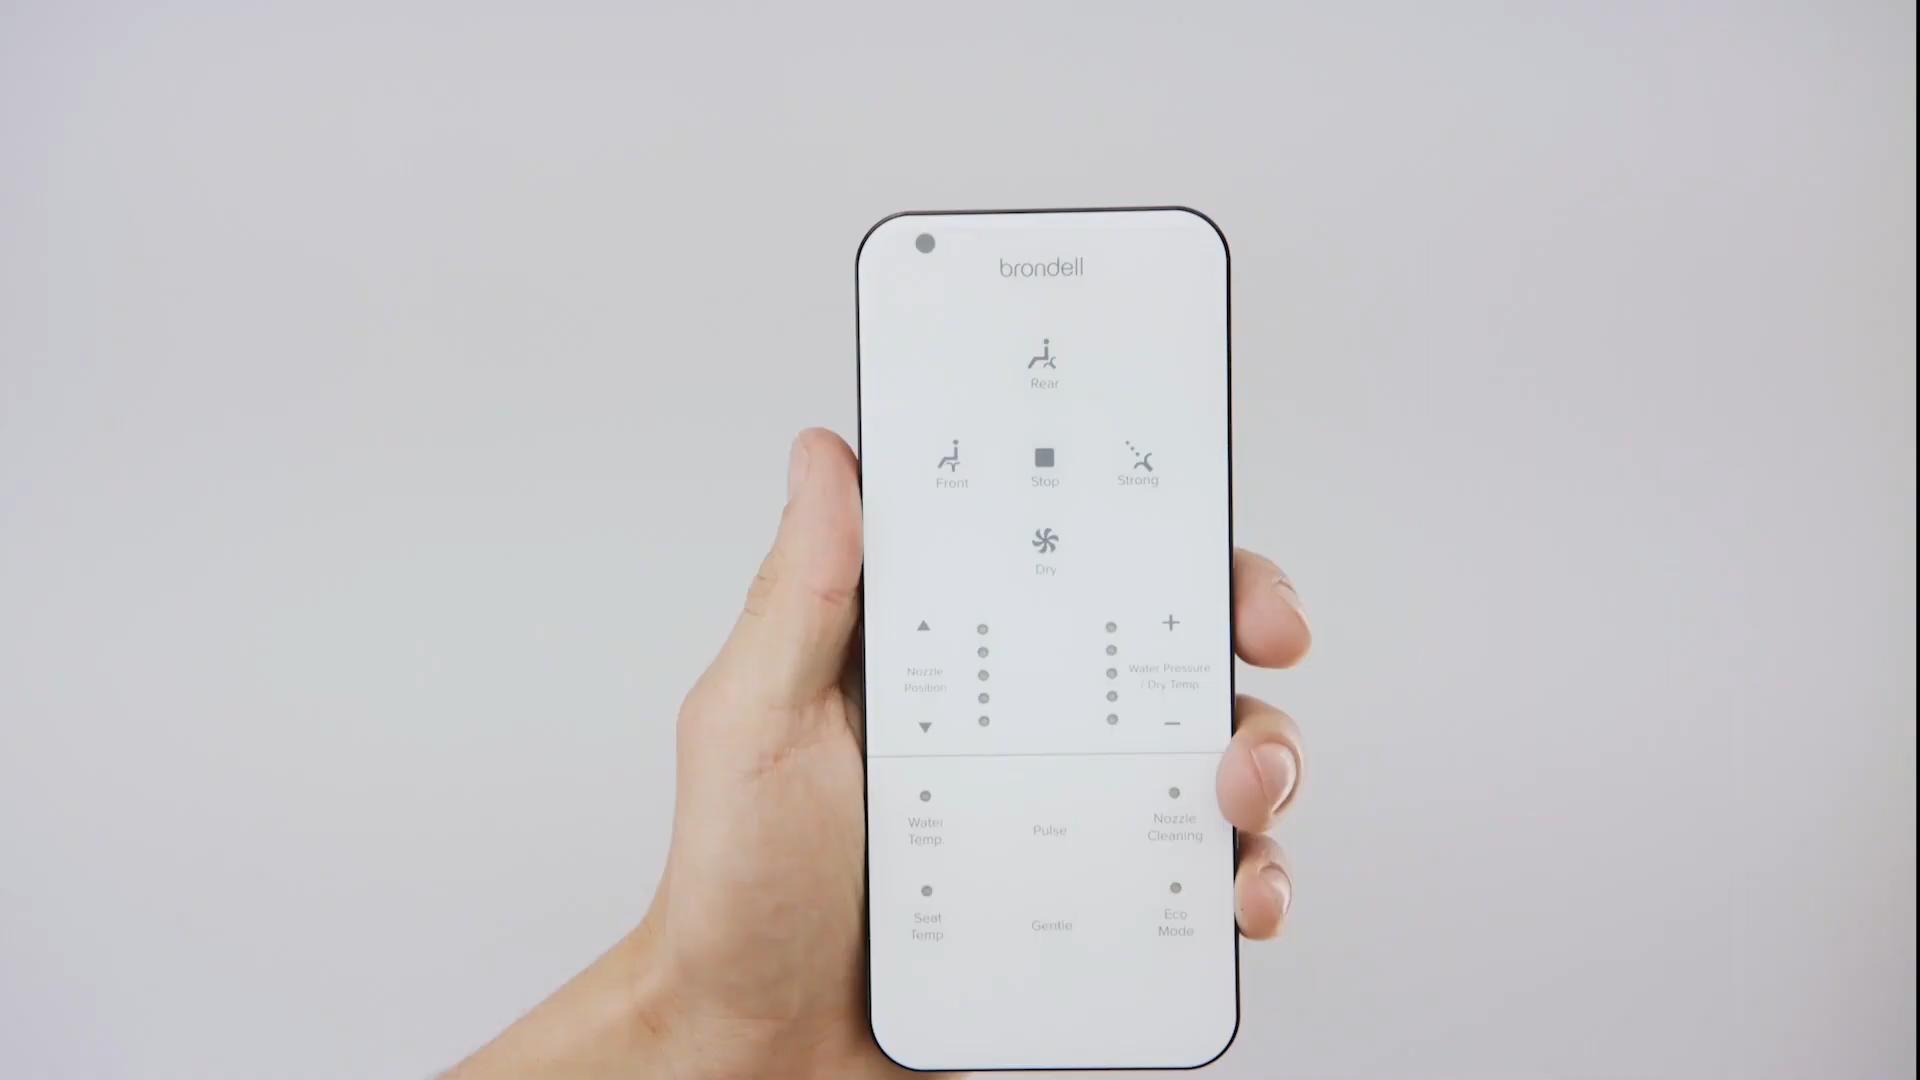 brondell
Rear
Front
Stop
Strong
Dry
Nozzle
Position
Water Pressure
/ Dry Temp
Water
Temp.
Pulse
Nozzle
Cleaning
Seat
Temp
Gentle
Eco
Mode